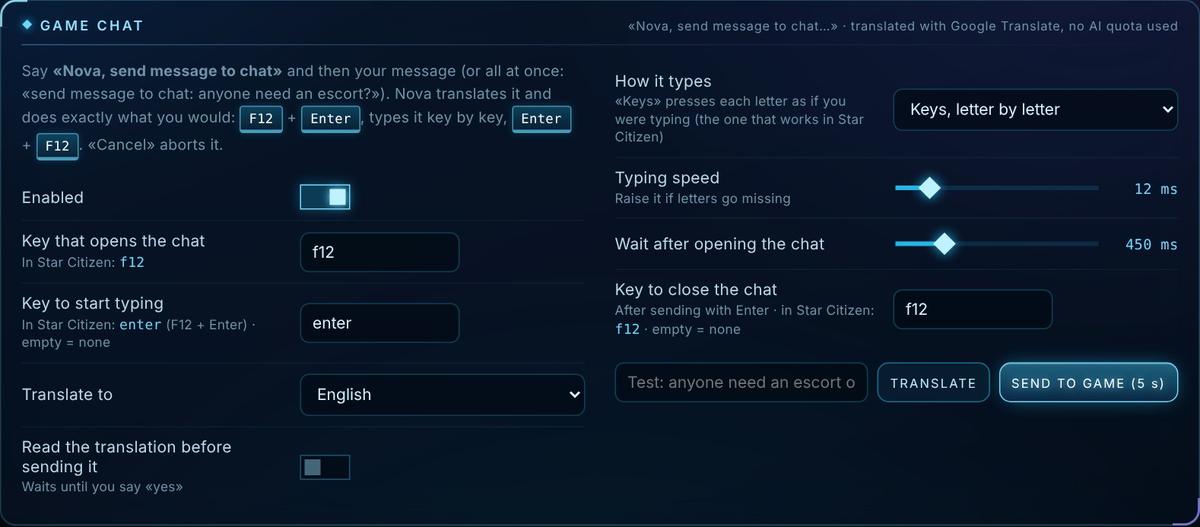 GAME CHAT
«Nova, send message to chat...» · translated with Google Translate, no AI quota used
Say «Nova, send message to chat» and then your message (or all at once:
«send message to chat: anyone need an escort?»). Nova translates it and
does exactly what you would: F12 + Enter, types it key by key, Enter
+ F12. «Cancel» aborts it.
Enabled
Key that opens the chat
In Star Citizen: f12
f12
Key to start typing
In Star Citizen: enter (F12 + Enter) ·
empty = none
enter
Translate to
English
Read the translation before
sending it
Waits until you say «yes»
How it types
«Keys» presses each letter as if you
were typing (the one that works in Star
Citizen)
Keys, letter by letter
Typing speed
Raise it if letters go missing
12 ms
Wait after opening the chat
450 ms
Key to close the chat
After sending with Enter · in Star Citizen:
f12 · empty = none
f12
Test: anyone need an escort o
TRANSLATE
SEND TO GAME (5 s)